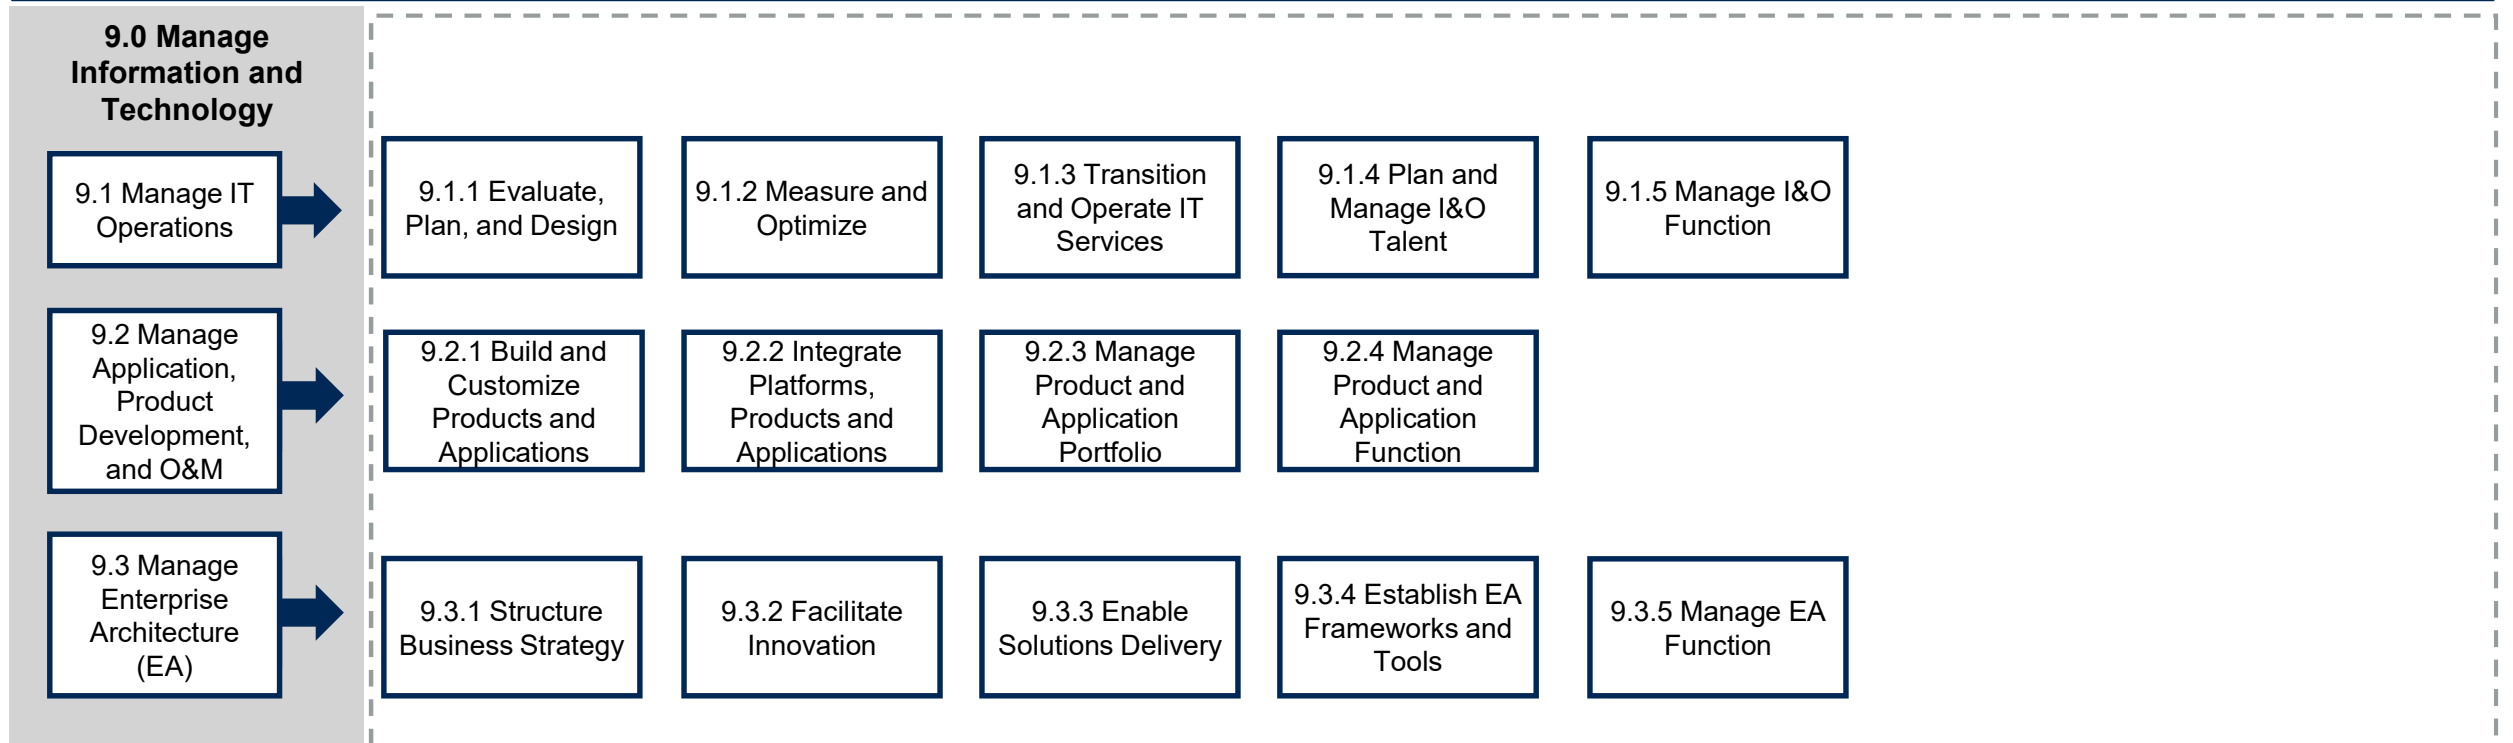 9.0 Manage
Information and
Technology
9.1 Manage IT
Operations
9.1.1 Evaluate,
Plan, and Design
9.1.2 Measure and
Optimize
9.1.3 Transition
and Operate IT
Services
9.1.4 Plan and
Manage I&O
Talent
9.1.5 Manage I&O
Function
9.2 Manage
Application,
Product
Development,
and O&M
9.2.1 Build and
Customize
Products and
Applications
9.2.2 Integrate
Platforms,
Products and
Applications
9.2.3 Manage
Product and
Application
Portfolio
9.2.4 Manage
Product and
Application
Function
9.3 Manage
Enterprise
Architecture
(EA)
9.3.1 Structure
Business Strategy
9.3.2 Facilitate
Innovation
9.3.3 Enable
Solutions Delivery
9.3.4 Establish EA
Frameworks and
Tools
9.3.5 Manage EA
Function